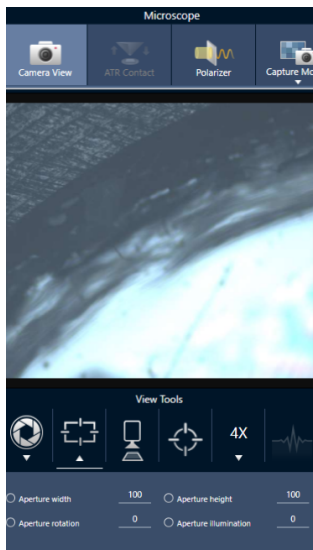 Microscope
Camera View
ATR Contact
Polarizer
Capture Mo
View Tools
4X
Aperture width 100
Aperture height 100
Aperture rotation 0
Aperture illumination 0